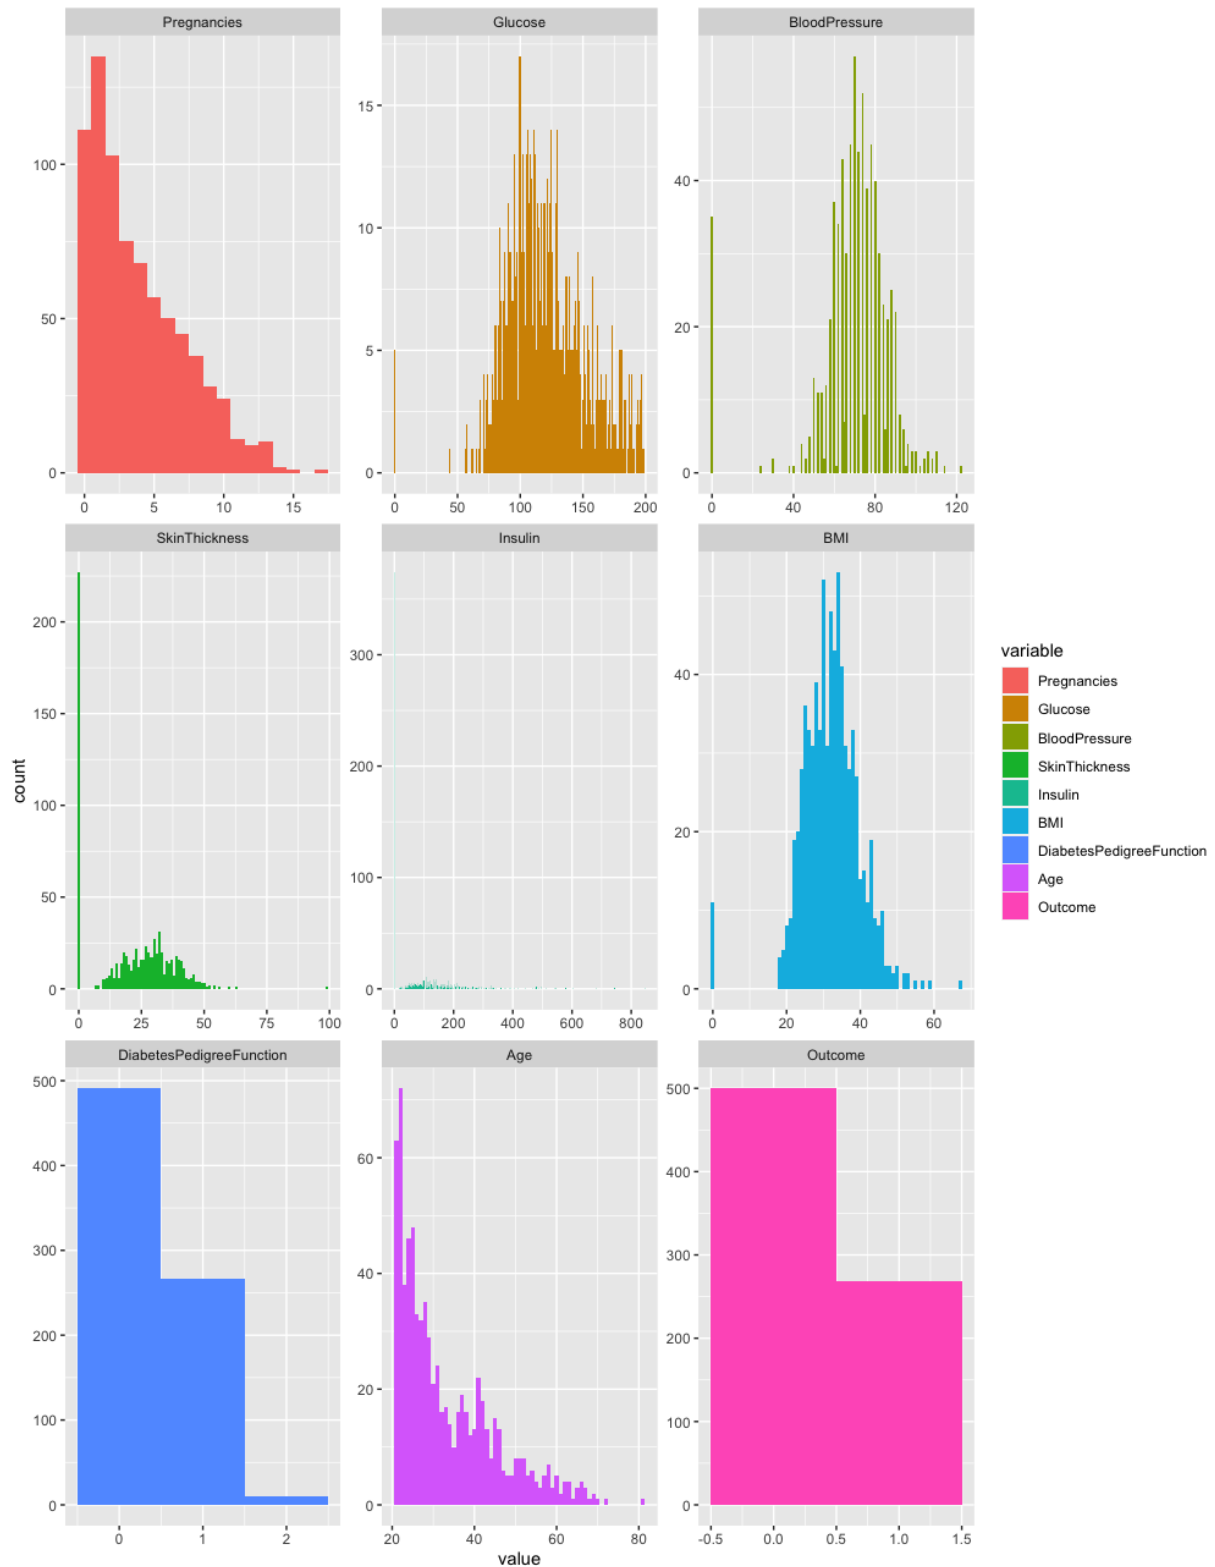 Pregnancies
Glucose
BloodPressure
100
50
0
0 5 10 15
15
10
5
0
0 50 100 150 200
40
20
0
0 40 80 120
SkinThickness
Insulin
BMI
count
200
150
100
50
0
0 25 50 75 100
300
200
100
0
0 200 400 600 800
40
20
0
0 20 40 60
DiabetesPedigreeFunction
Age
Outcome
500
400
300
200
100
0
0 1 2
60
40
20
0
20 40 60 80
500
400
300
200
100
0
-0.5 0.0 0.5 1.0 1.5
value
variable
Pregnancies
Glucose
BloodPressure
SkinThickness
Insulin
BMI
DiabetesPedigreeFunction
Age
Outcome